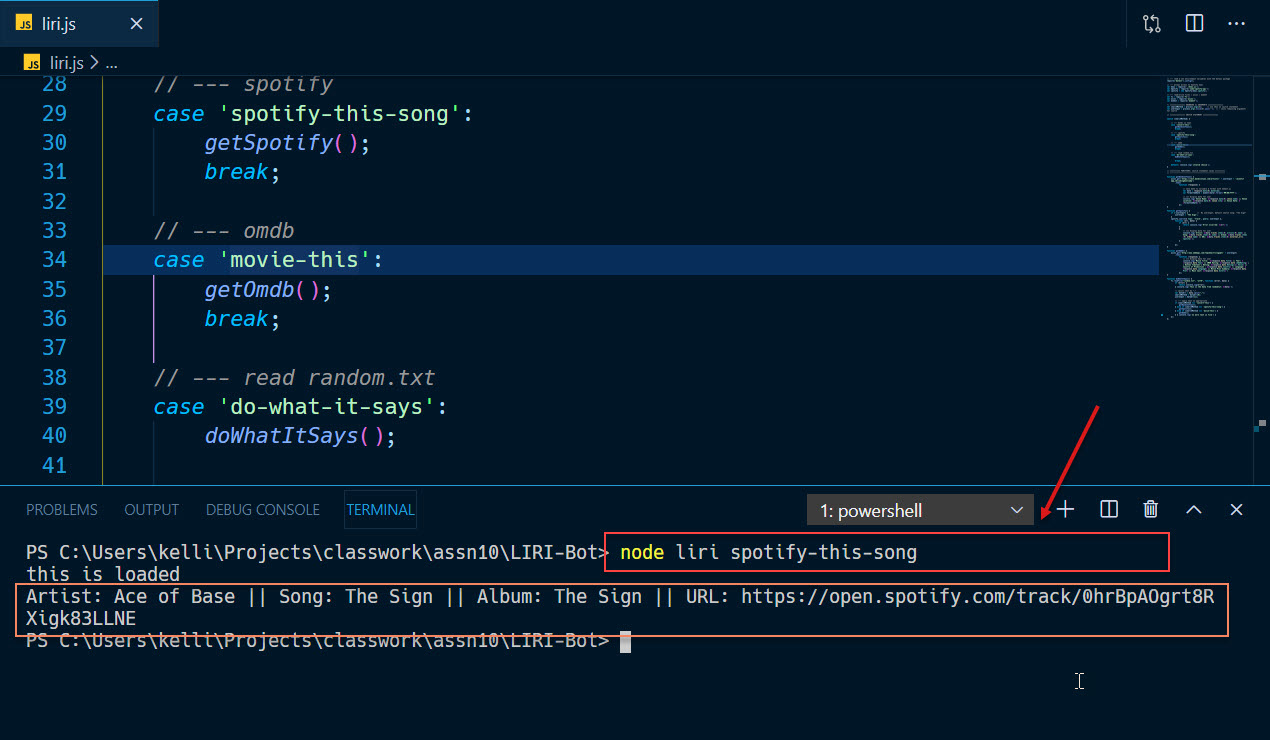 JS liri.js
JS liri.js > ...
28 // --- spotify
29 case 'spotify-this-song':
30 getSpotify();
31 break;
32
33 // --- omdb
34 case 'movie-this':
35 getOmdb();
36 break;
37
38 // --- read random.txt
39 case 'do-what-it-says':
40 doWhatItSays();
41
PROBLEMS OUTPUT DEBUG CONSOLE TERMINAL 1: powershell
PS C:\Users\kelli\Projects\classwork\assn10\LIRI-Bot> node liri spotify-this-song
this is loaded
Artist: Ace of Base || Song: The Sign || Album: The Sign || URL: https://open.spotify.com/track/0hrBpAOgrt8R
Xigk83LLNE
PS C:\Users\kelli\Projects\classwork\assn10\LIRI-Bot>